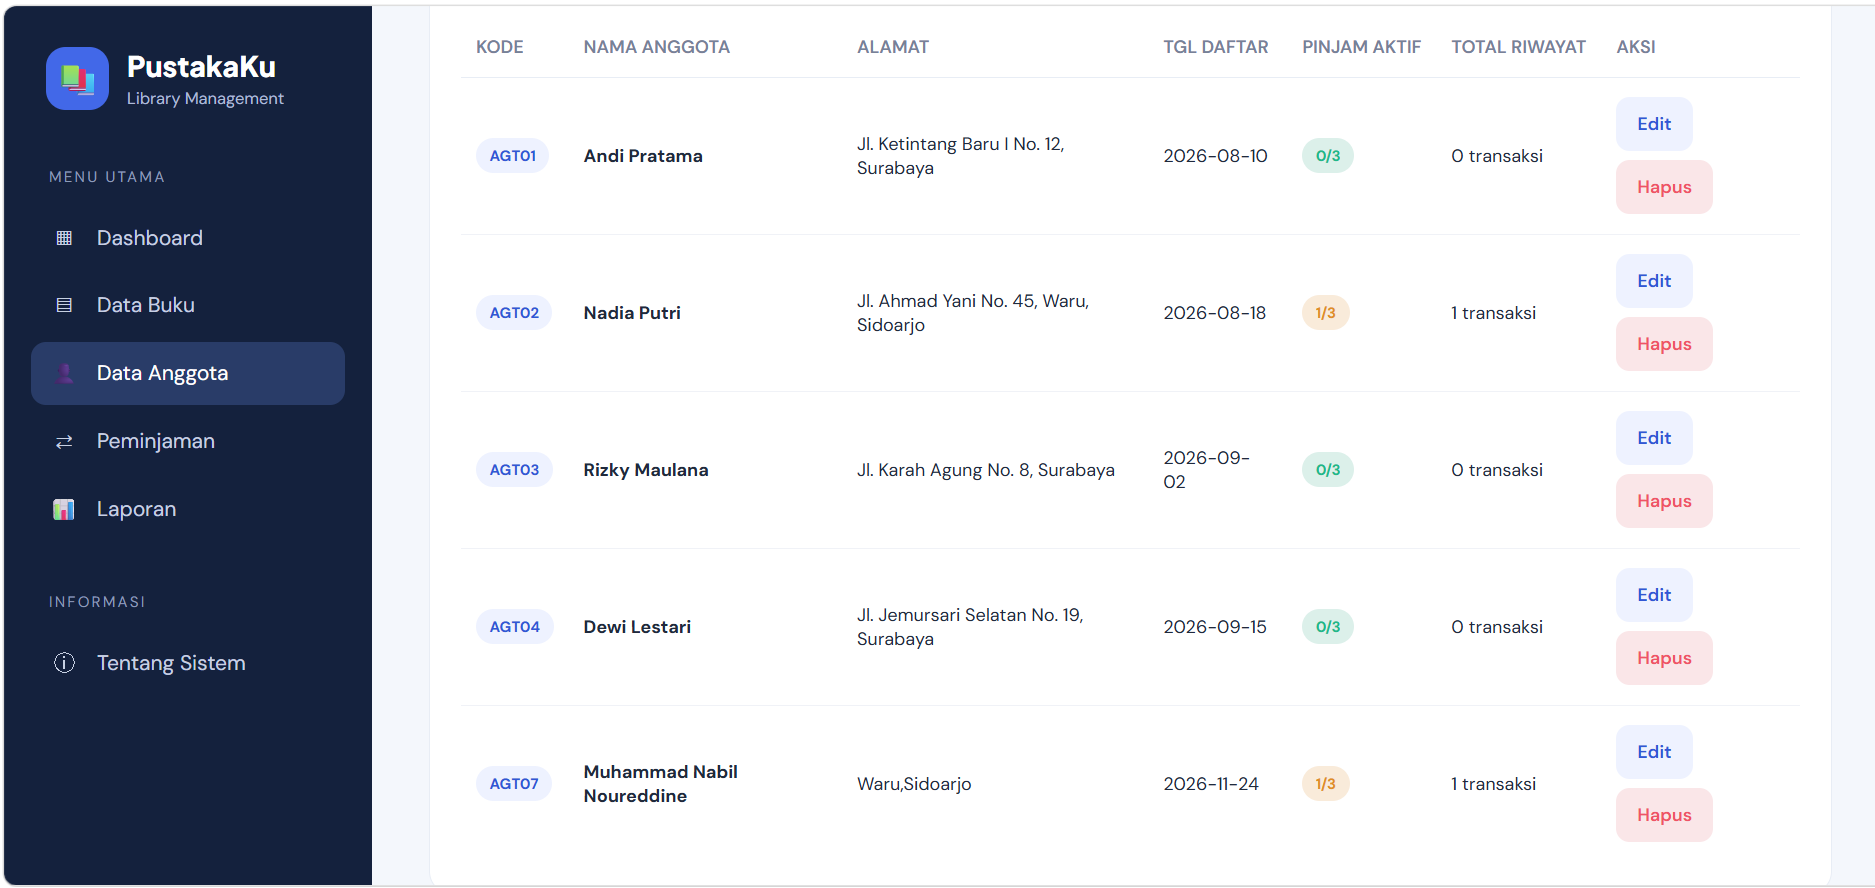 PustakaKu
Library Management
MENU UTAMA
Dashboard
Data Buku
Data Anggota
Peminjaman
Laporan
INFORMASI
Tentang Sistem
KODE NAMA ANGGOTA ALAMAT TGL DAFTAR PINJAM AKTIF TOTAL RIWAYAT AKSI
AGT01 Andi Pratama Jl. Ketintang Baru I No. 12,
Surabaya 2026-08-10 0/3 0 transaksi Edit
Hapus
AGT02 Nadia Putri Jl. Ahmad Yani No. 45, Waru,
Sidoarjo 2026-08-18 1/3 1 transaksi Edit
Hapus
AGT03 Rizky Maulana Jl. Karah Agung No. 8, Surabaya 2026-09-
02 0/3 0 transaksi Edit
Hapus
AGT04 Dewi Lestari Jl. Jemursari Selatan No. 19,
Surabaya 2026-09-15 0/3 0 transaksi Edit
Hapus
AGT07 Muhammad Nabil
Noureddine Waru,Sidoarjo 2026-11-24 1/3 1 transaksi Edit
Hapus